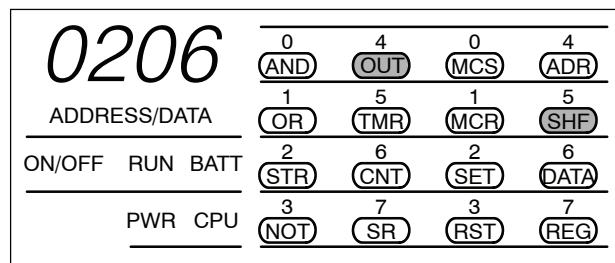 0206
ADDRESS/DATA
ON/OFF RUN BATT
PWR CPU
0 4 0 4
AND OUT MCS ADR
1 5 1 5
OR TMR MCR SHF
2 6 2 6
STR CNT SET DATA
3 7 3 7
NOT SR RST REG